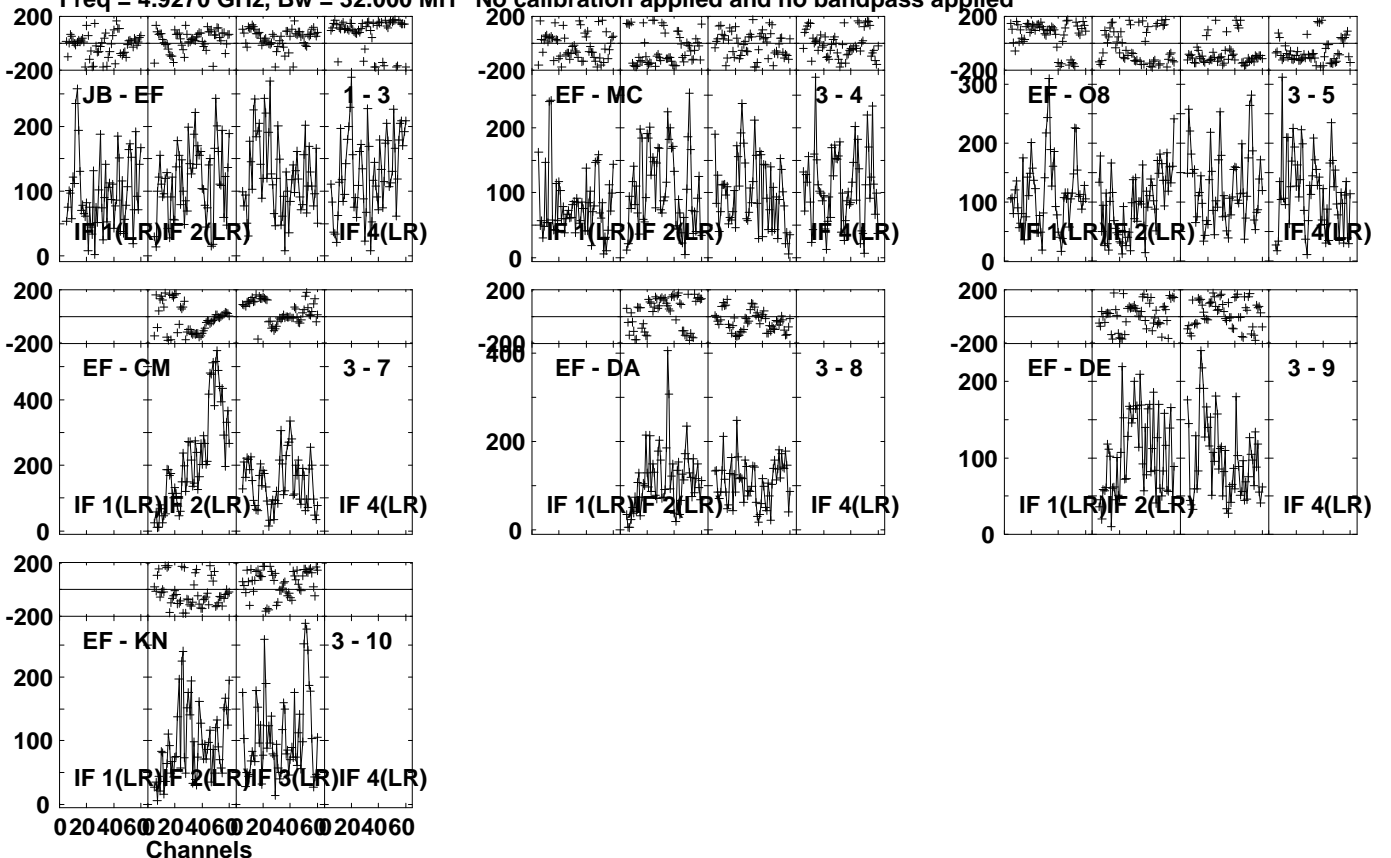 Freq = 4.9270 GHz, Bw = 32.000 MH No calibration applied and no bandpass applied
200
-200
JB - EF 1 - 3
200
100
0
IF 1(LR) IF 2(LR) IF 4(LR)
200
-200
EF - MC 3 - 4
200
100
0
IF 1(LR) IF 2(LR) IF 4(LR)
200
-200
300
EF - O8 3 - 5
200
100
0
IF 1(LR) IF 2(LR) IF 4(LR)
200
-200
EF - CM 3 - 7
400
200
0
IF 1(LR) IF 2(LR) IF 4(LR)
200
-200
400
EF - DA 3 - 8
200
0
IF 1(LR) IF 2(LR) IF 4(LR)
200
-200
EF - DE 3 - 9
200
100
0
IF 1(LR) IF 2(LR) IF 4(LR)
200
-200
EF - KN 3 - 10
200
100
0
IF 1(LR) IF 2(LR) IF 3(LR) IF 4(LR)
0 20 40 60 0 20 40 60 0 20 40 60 0 20 40 60
Channels